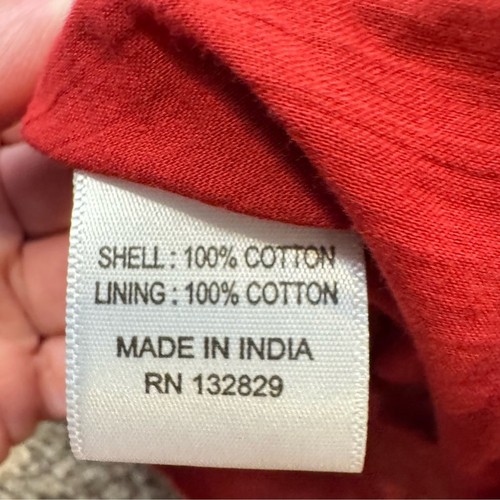 SHELL : 100% COTTON
LINING : 100% COTTON
MADE IN INDIA
RN 132829